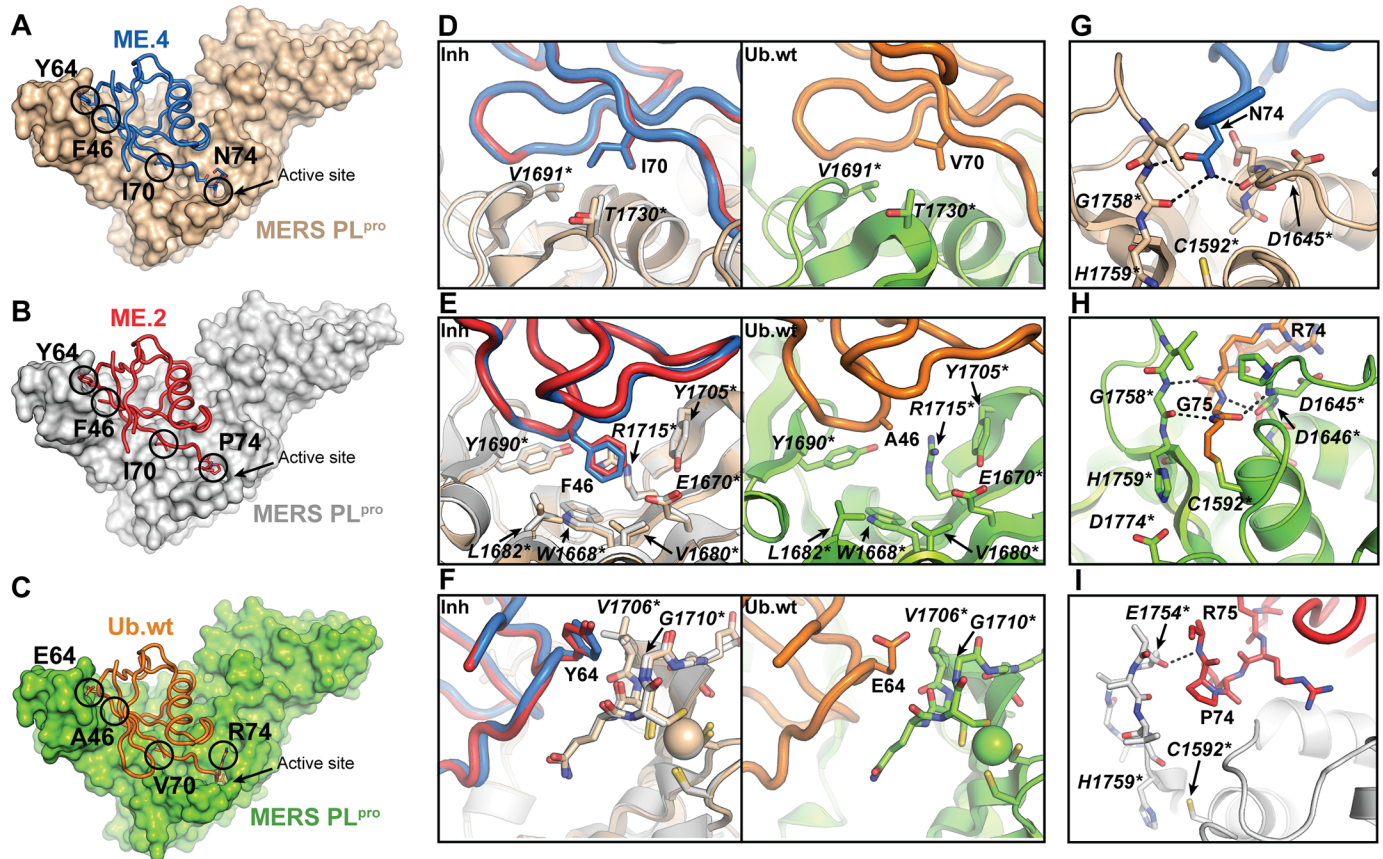 A
ME.4
Y64
F46
I70
N74
Active site
MERS PLpro
B
ME.2
Y64
F46
I70
P74
Active site
MERS PLpro
C
Ub.wt
E64
A46
V70
R74
Active site
MERS PLpro
D
Inh
I70
V1691*
T1730*
Ub.wt
V70
V1691*
T1730*
E
Inh
Y1705*
R1715*
Y1690*
F46
E1670*
L1682*
W1668*
V1680*
Ub.wt
Y1705*
R1715*
A46
Y1690*
E1670*
L1682*
W1668*
V1680*
F
Inh
V1706*
G1710*
Y64
Ub.wt
V1706*
G1710*
E64
G
N74
G1758*
C1592*
D1645*
H1759*
H
R74
G1758*
G75
D1645*
D1646*
H1759*
C1592*
D1774*
I
E1754*
R75
P74
C1592*
H1759*